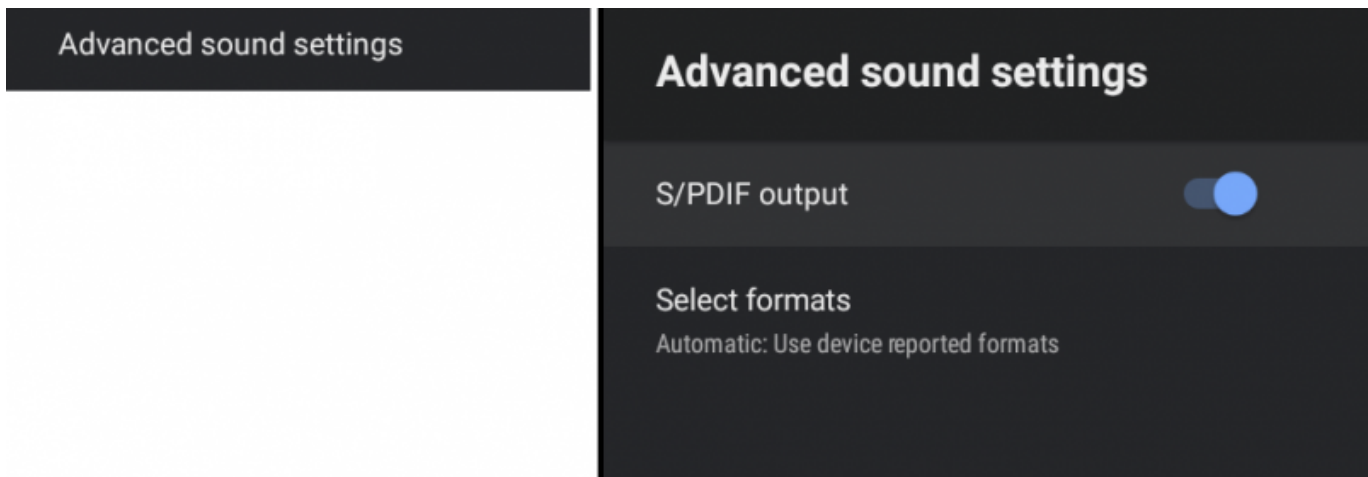 Advanced sound settings
Advanced sound settings
S/PDIF output
Select formats
Automatic: Use device reported formats